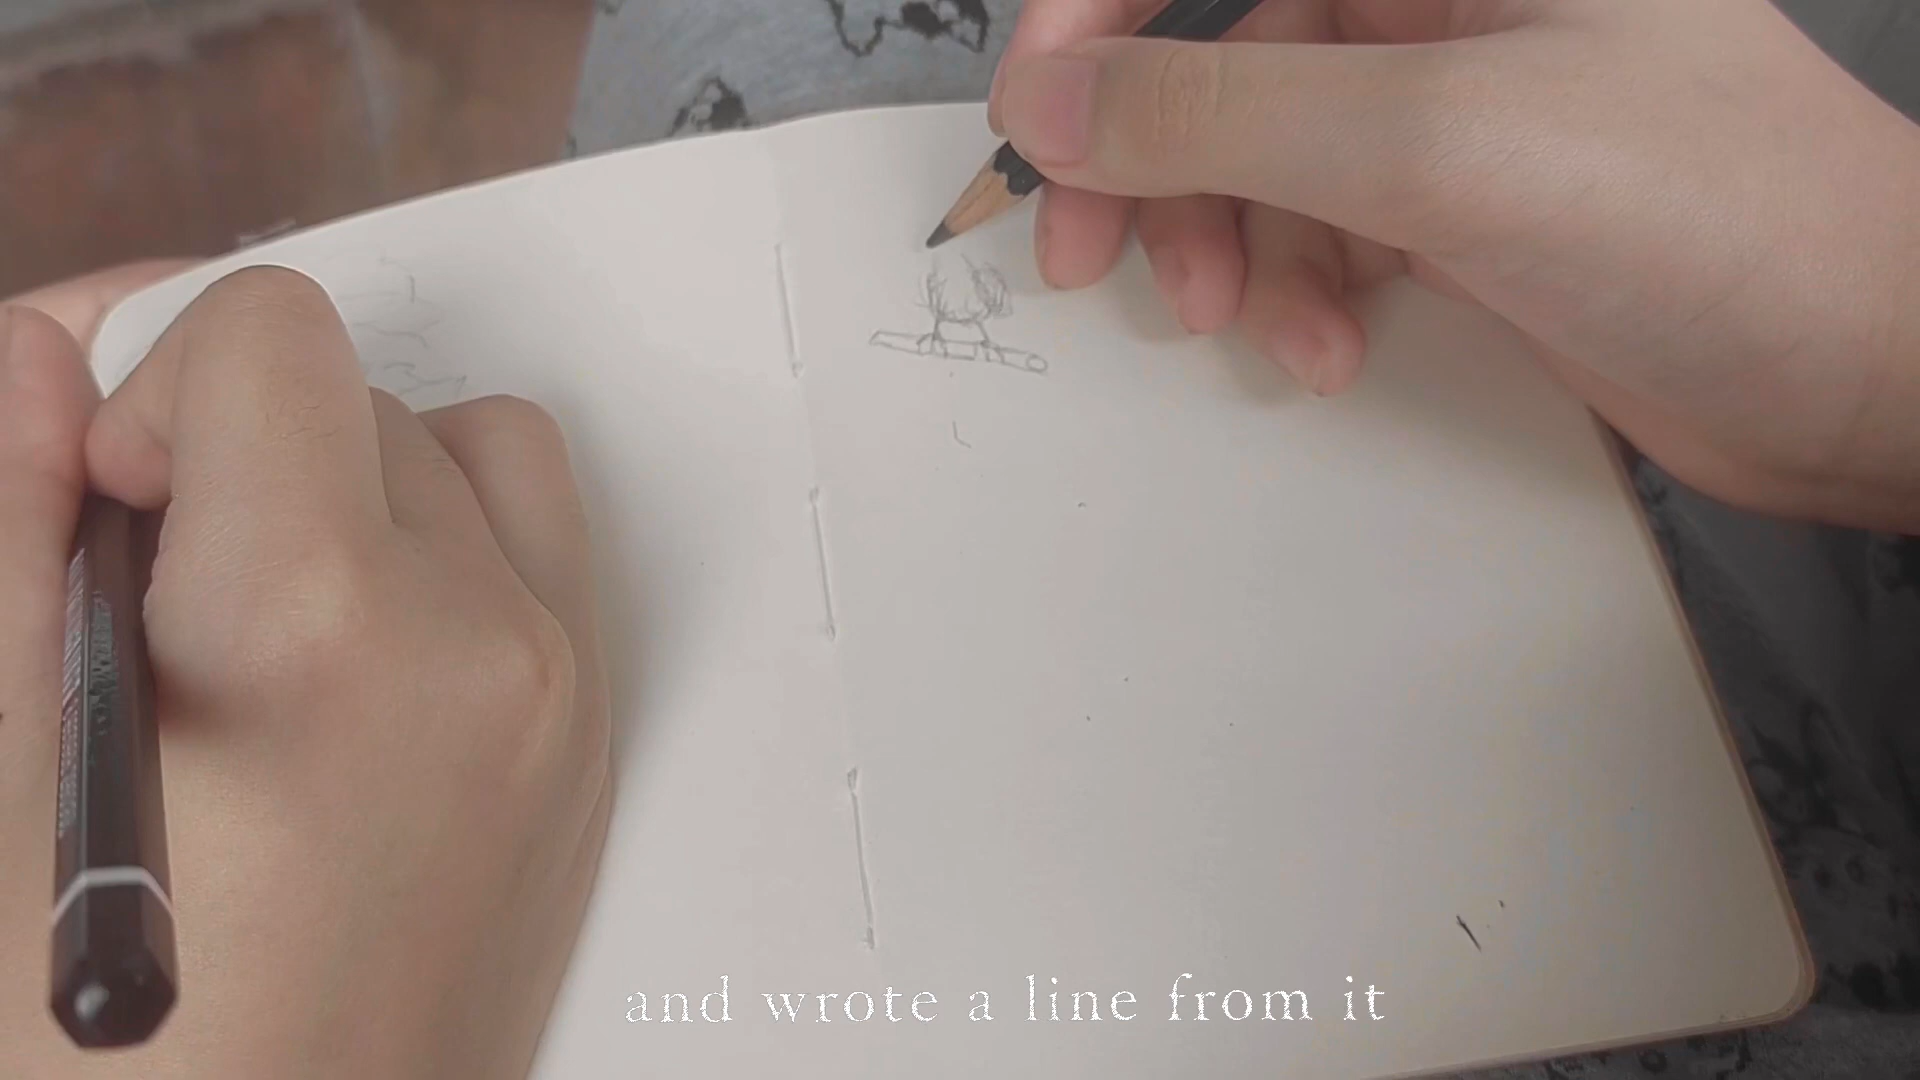 and wrote a line from it